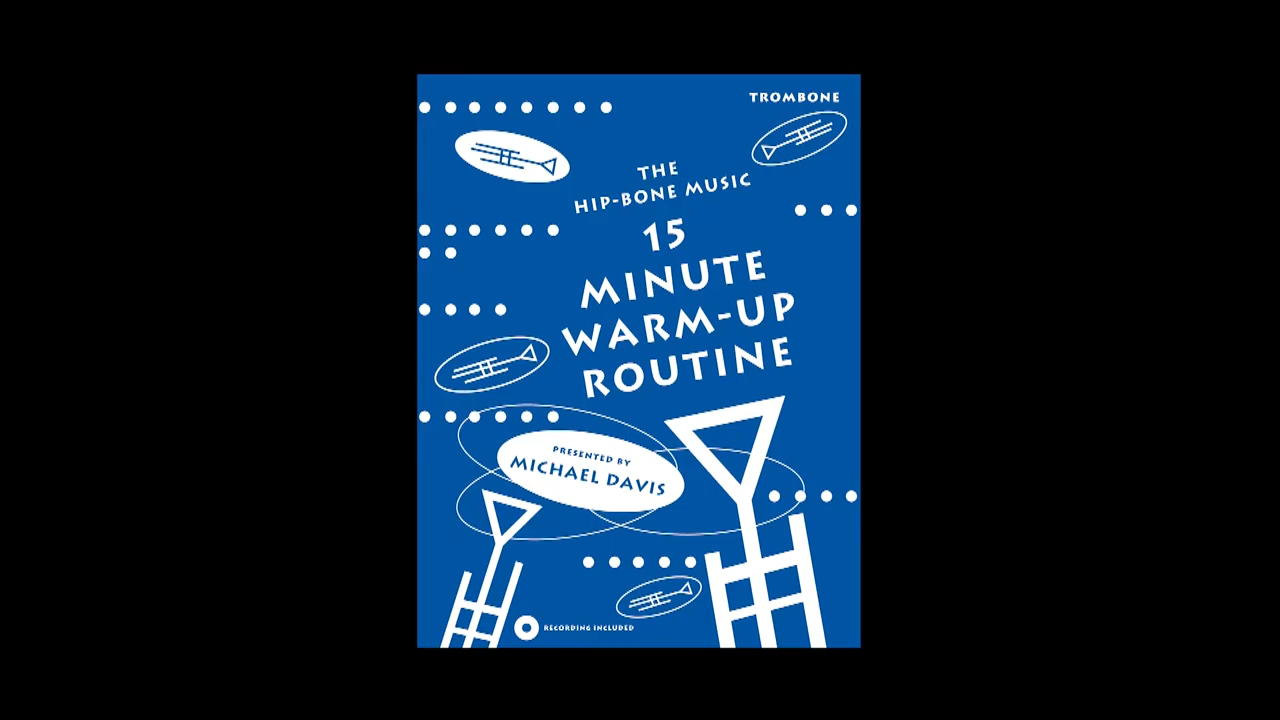 TROMBONE
THE
HIP-BONE MUSIC
15
MINUTE
WARM-UP
ROUTINE
PRESENTED BY
MICHAEL DAVIS
RECORDING INCLUDED